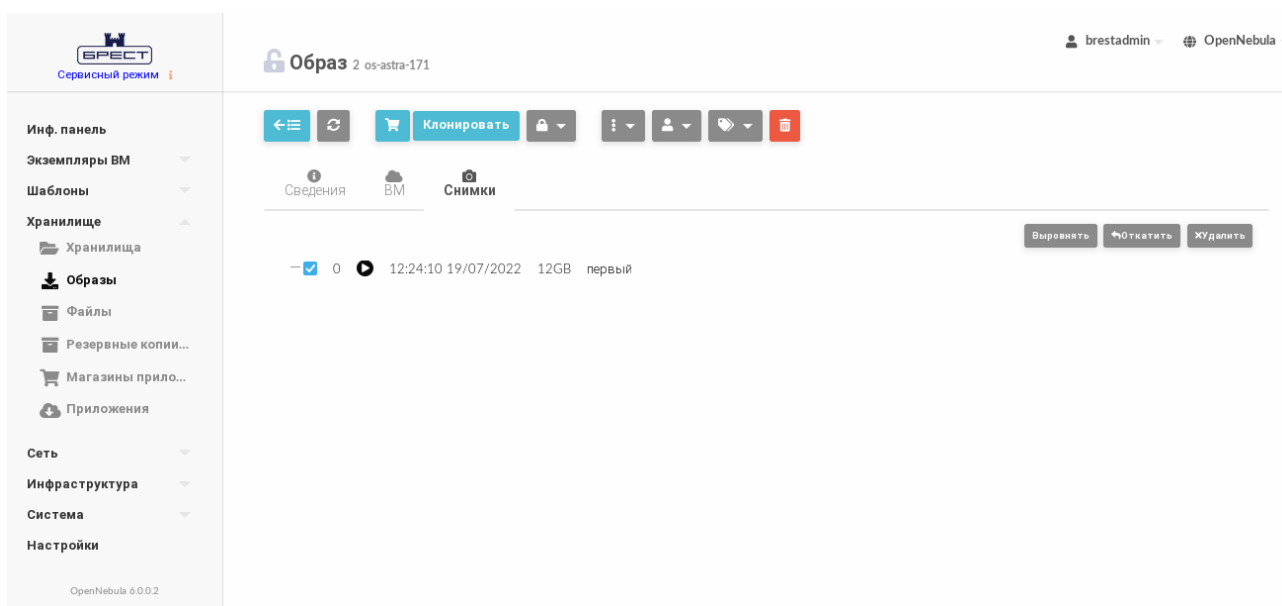 БРЕСТ
Сервисный режим
Образ 2 os-astra-171
brestadmin
OpenNebula
Клонировать
Инф. панель
Экземпляры ВМ
Шаблоны
Хранилище
Хранилища
Образы
Файлы
Резервные копии...
Магазины прило...
Приложения
Сеть
Инфраструктура
Система
Настройки
OpenNebula 6.0.0.2
Сведения
ВМ
Снимки
Выровнять
Откатить
Удалить
0 12:24:10 19/07/2022 12GB первый